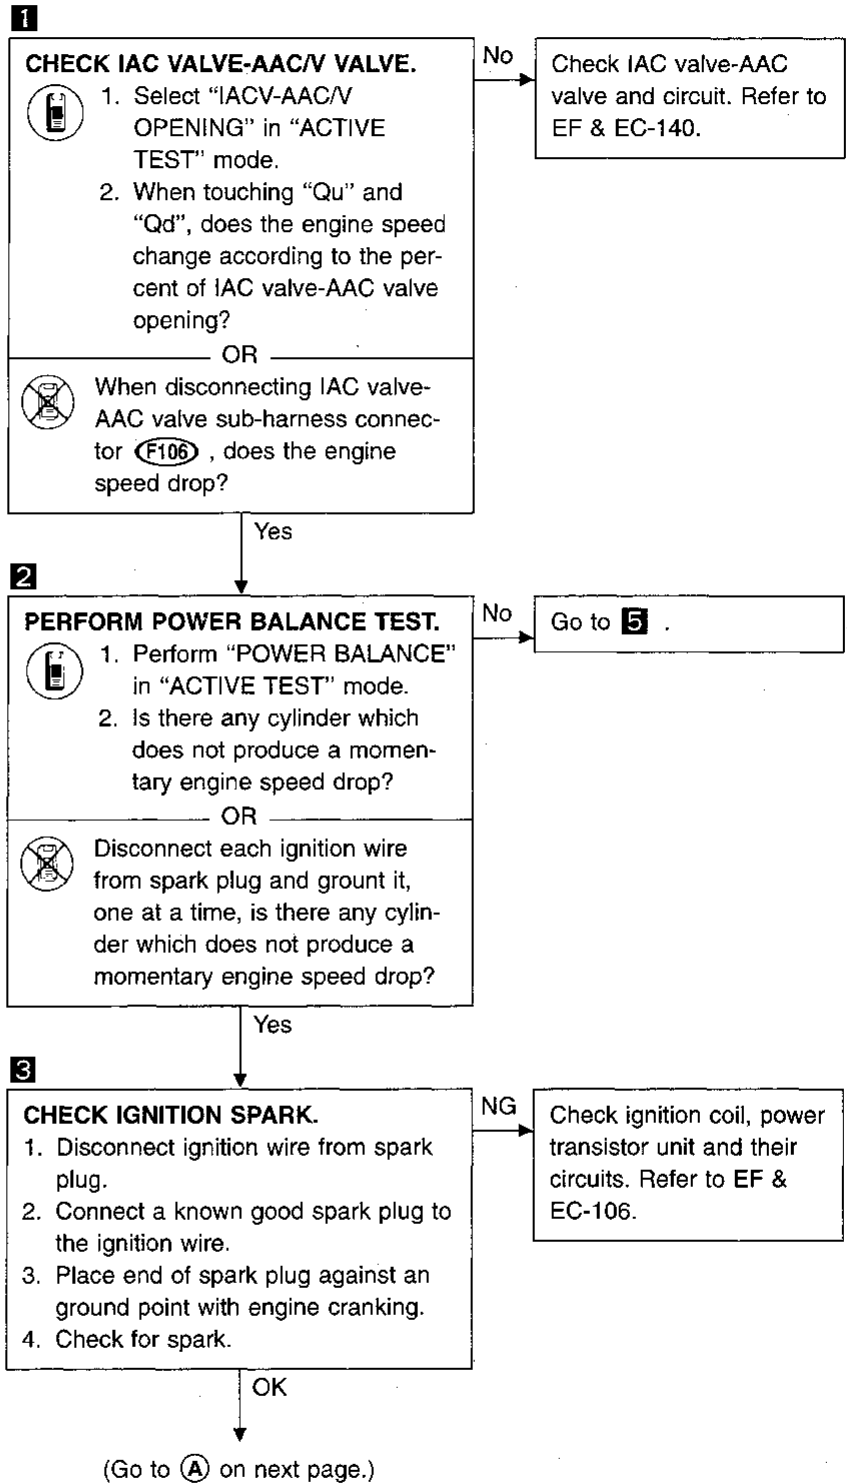 1
CHECK IAC VALVE-AAC/V VALVE.
1. Select “IACV-AAC/V
OPENING” in “ACTIVE
TEST” mode.
2. When touching “Qu” and
“Qd”, does the engine speed
change according to the per-
cent of IAC valve-AAC valve
opening?
OR
When disconnecting IAC valve-
AAC valve sub-harness connec-
tor F106 , does the engine
speed drop?
No
Check IAC valve-AAC
valve and circuit. Refer to
EF & EC-140.
Yes
2
PERFORM POWER BALANCE TEST.
1. Perform “POWER BALANCE”
in “ACTIVE TEST” mode.
2. Is there any cylinder which
does not produce a momen-
tary engine speed drop?
OR
Disconnect each ignition wire
from spark plug and grount it,
one at a time, is there any cylin-
der which does not produce a
momentary engine speed drop?
No
Go to 5 .
Yes
3
CHECK IGNITION SPARK.
1. Disconnect ignition wire from spark
plug.
2. Connect a known good spark plug to
the ignition wire.
3. Place end of spark plug against an
ground point with engine cranking.
4. Check for spark.
NG
Check ignition coil, power
transistor unit and their
circuits. Refer to EF &
EC-106.
OK
(Go to A on next page.)